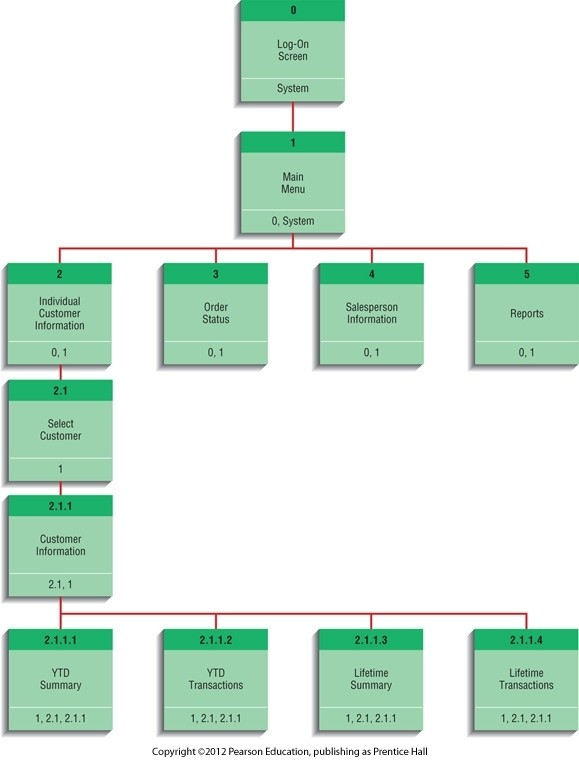 0
Log-On
Screen
System
1
Main
Menu
0, System
2
Individual
Customer
Information
0, 1
3
Order
Status
0, 1
4
Salesperson
Information
0, 1
5
Reports
0, 1
2.1
Select
Customer
1
2.1.1
Customer
Information
2.1, 1
2.1.1.1
YTD
Summary
1, 2.1, 2.1.1
2.1.1.2
YTD
Transactions
1, 2.1, 2.1.1
2.1.1.3
Lifetime
Summary
1, 2.1, 2.1.1
2.1.1.4
Lifetime
Transactions
1, 2.1, 2.1.1
Copyright ©2012 Pearson Education, publishing as Prentice Hall